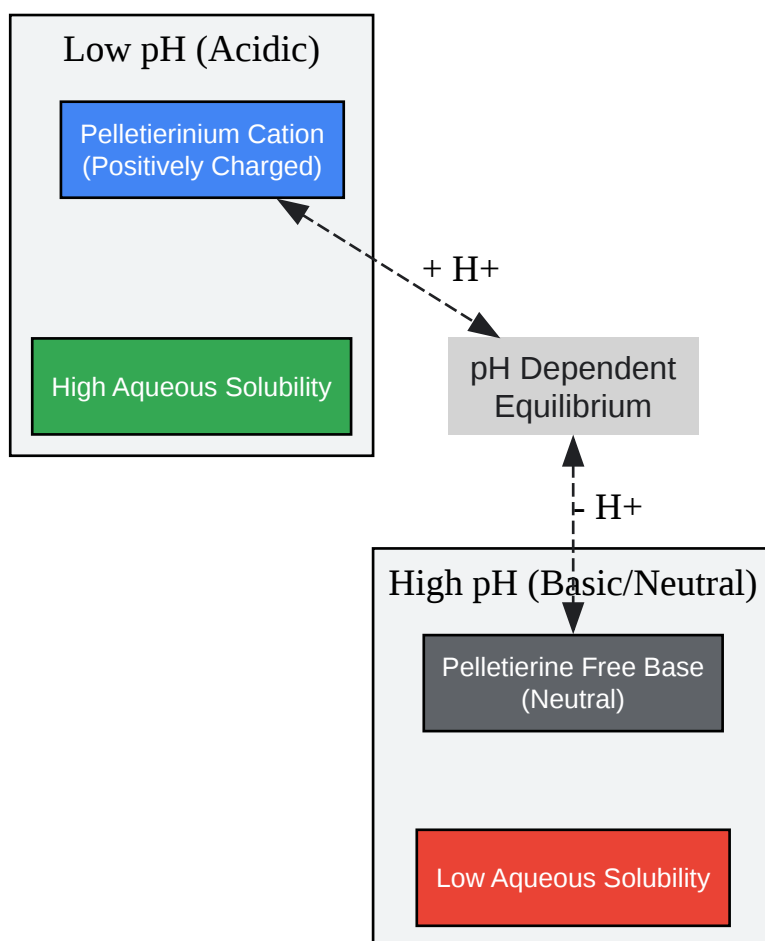 Low pH (Acidic)
Pelletierinium Cation
(Positively Charged)
+ H+
High Aqueous Solubility
pH Dependent
Equilibrium
- H+
High pH (Basic/Neutral)
Pelletierine Free Base
(Neutral)
Low Aqueous Solubility